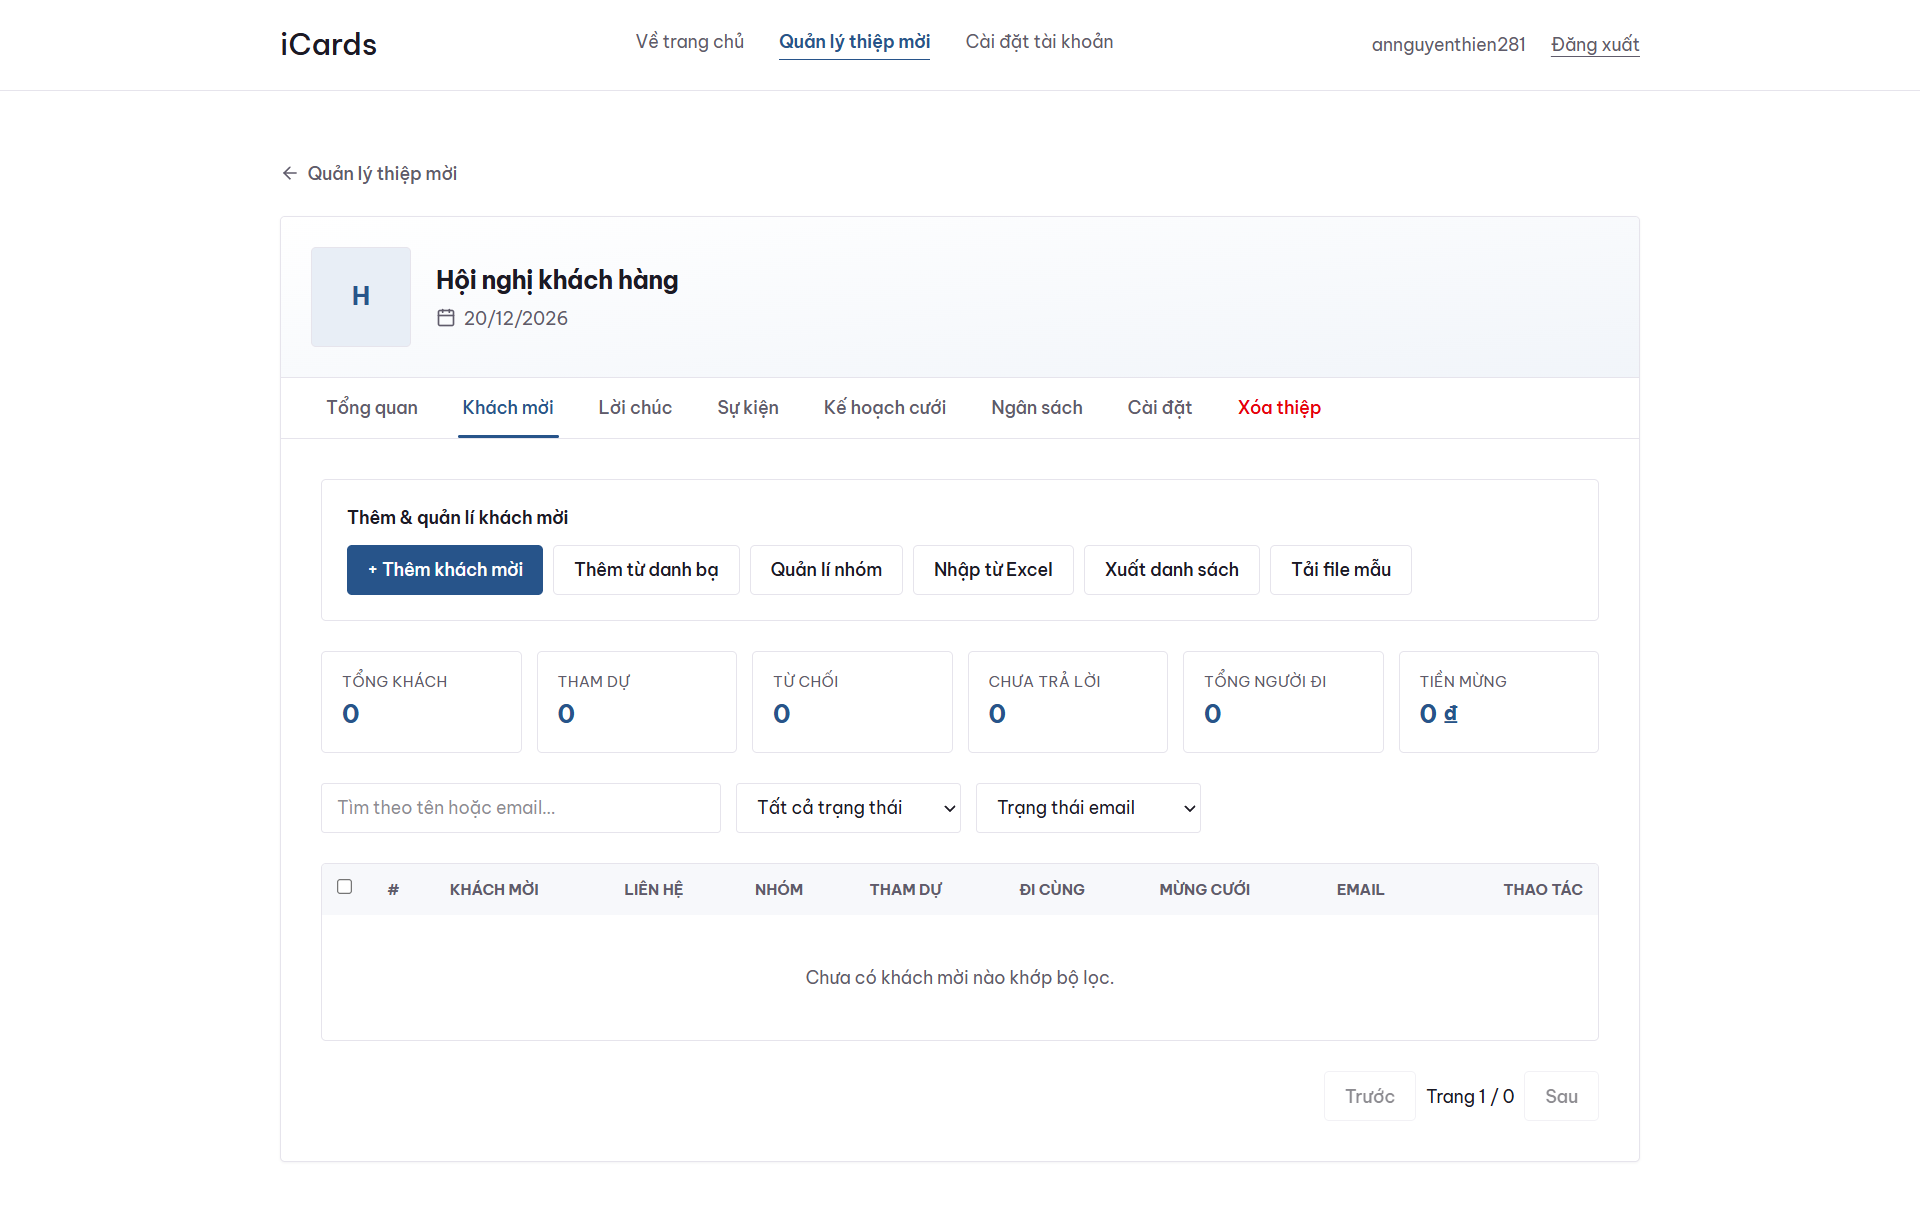 iCards
Về trang chủ Quản lý thiệp mời Cài đặt tài khoản
annguyenthien281 Đăng xuất
← Quản lý thiệp mời
H
Hội nghị khách hàng
20/12/2026
Tổng quan Khách mời Lời chúc Sự kiện Kế hoạch cưới Ngân sách Cài đặt Xóa thiệp
Thêm & quản lí khách mời
+ Thêm khách mời Thêm từ danh bạ Quản lí nhóm Nhập từ Excel Xuất danh sách Tải file mẫu
TỔNG KHÁCH THAM DỰ TỪ CHỐI CHƯA TRẢ LỜI TỔNG NGƯỜI ĐI TIỀN MỪNG
0 0 0 0 0 0 ₫
Tìm theo tên hoặc email... Tất cả trạng thái Trạng thái email
# KHÁCH MỜI LIÊN HỆ NHÓM THAM DỰ ĐI CÙNG MỪNG CƯỚI EMAIL THAO TÁC
Chưa có khách mời nào khớp bộ lọc.
Trước Trang 1 / 0 Sau